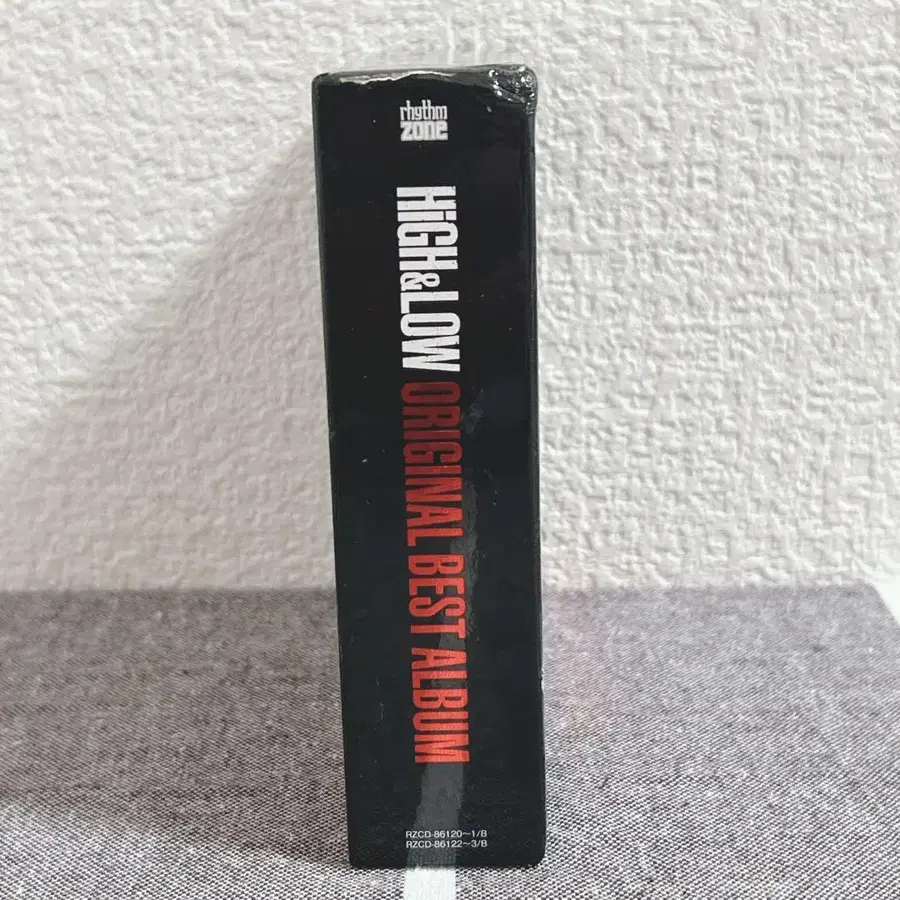 rhythm
zone
HiGH&LOW ORIGINAL BEST ALBUM
RZCD-86120~1/B
RZCD-86122~3/B